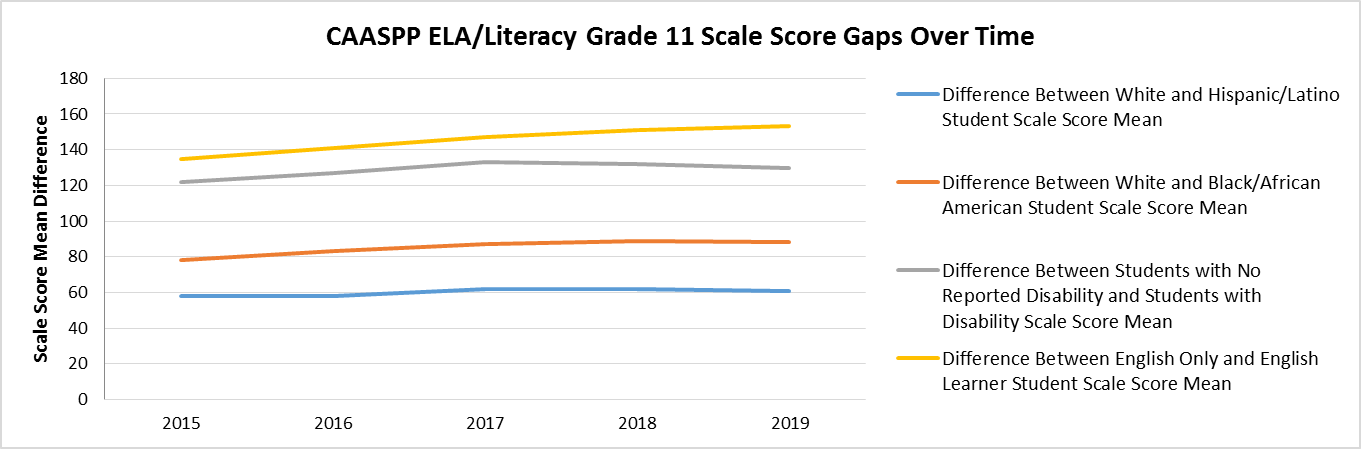 CAASPP ELA/Literacy Grade 11 Scale Score Gaps Over Time
Scale Score Mean Difference
180
160
140
120
100
80
60
40
20
0
2015 2016 2017 2018 2019
Difference Between White and Hispanic/Latino
Student Scale Score Mean
Difference Between White and Black/African
American Student Scale Score Mean
Difference Between Students with No
Reported Disability and Students with
Disability Scale Score Mean
Difference Between English Only and English
Learner Student Scale Score Mean